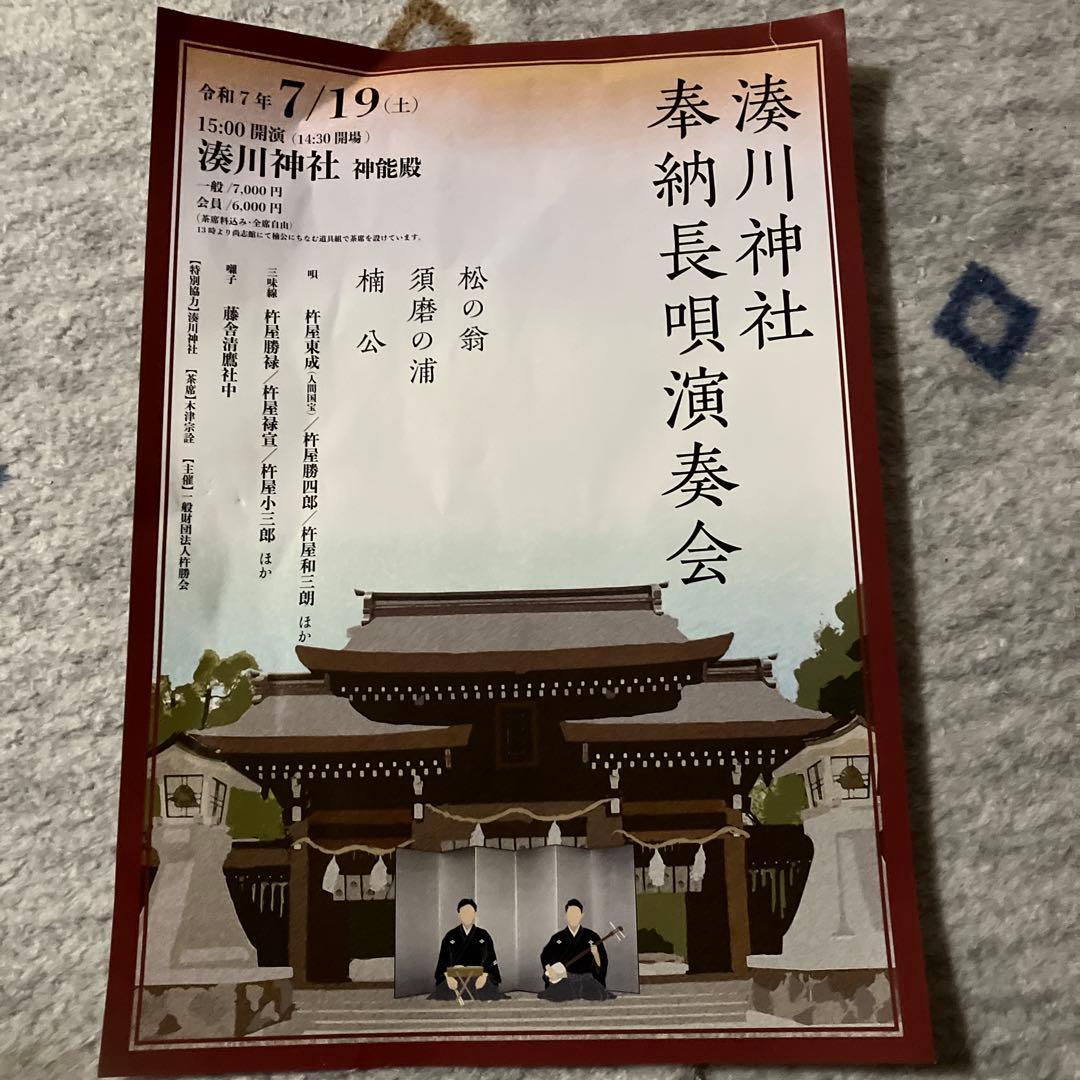 湊川神社
奉納長唄演奏会
令和7年 7/19(土)
15:00 開演 (14:30 開場)
湊川神社 神能殿
一般/7,000円
会員/6,000円
(茶席料込み・全席自由)
13時より尚志館にて楠公にちなむ道具組で茶席を設けています。
松の翁
須磨の浦
楠 公
唄 杵屋東成(人間国宝)/杵屋勝四郎/杵屋和三朗 ほか
三味線 杵屋勝禄/杵屋禄宣/杵屋小三郎 ほか
囃子 藤舎清鷹社中
【特別協力】湊川神社 【茶席】木津宗詮 【主催】一般財団法人杵勝会